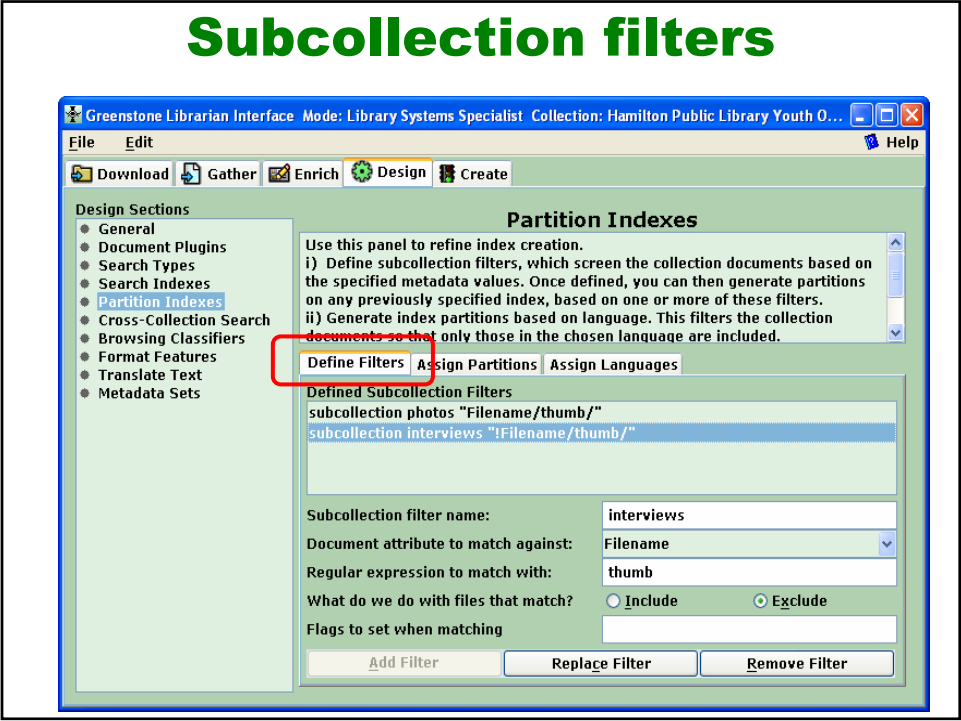 Subcollection filters
Greenstone Librarian Interface  Mode: Library Systems Specialist  Collection: Hamilton Public Library Youth O...
File Edit Help
Download Gather Enrich Design Create
Design Sections
General
Document Plugins
Search Types
Search Indexes
Partition Indexes
Cross-Collection Search
Browsing Classifiers
Format Features
Translate Text
Metadata Sets
Partition Indexes
Use this panel to refine index creation.
i)  Define subcollection filters, which screen the collection documents based on
the specified metadata values. Once defined, you can then generate partitions
on any previously specified index, based on one or more of these filters.
ii) Generate index partitions based on language. This filters the collection
documents so that only those in the chosen language are included.
Define Filters Assign Partitions Assign Languages
Defined Subcollection Filters
subcollection photos "Filename/thumb/"
subcollection interviews "!Filename/thumb/"
Subcollection filter name: interviews
Document attribute to match against: Filename
Regular expression to match with: thumb
What do we do with files that match? Include Exclude
Flags to set when matching
Add Filter Replace Filter Remove Filter